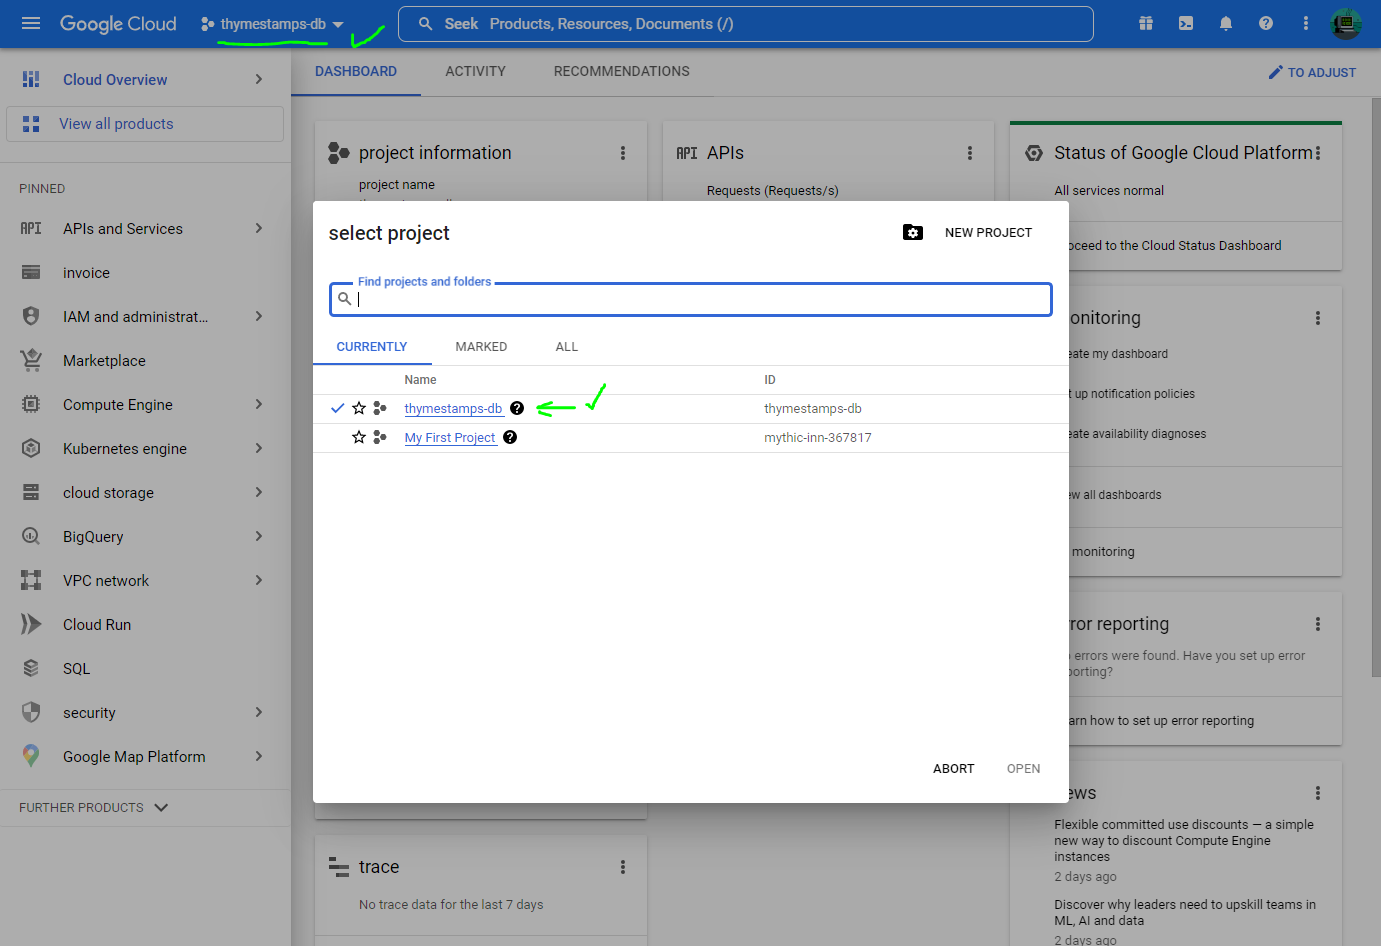 Google Cloud
thymestamps-db
Seek Products, Resources, Documents (/)
Cloud Overview
View all products
PINNED
API APIs and Services
invoice
IAM and administrat...
Marketplace
Compute Engine
Kubernetes engine
cloud storage
BigQuery
VPC network
Cloud Run
SQL
security
Google Map Platform
FURTHER PRODUCTS
DASHBOARD ACTIVITY RECOMMENDATIONS
TO ADJUST
project information
project name
API APIs
Requests (Requests/s)
Status of Google Cloud Platform
All services normal
oceed to the Cloud Status Dashboard
select project
NEW PROJECT
Find projects and folders
CURRENTLY MARKED ALL
Name ID
thymestamps-db thymestamps-db
My First Project mythic-inn-367817
ABORT OPEN
onitoring
eate my dashboard
t up notification policies
eate availability diagnoses
ew all dashboards
monitoring
ror reporting
errors were found. Have you set up error
porting?
arn how to set up error reporting
ews
Flexible committed use discounts — a simple
new way to discount Compute Engine
instances
2 days ago
Discover why leaders need to upskill teams in
ML, AI and data
2 days ago
trace
No trace data for the last 7 days